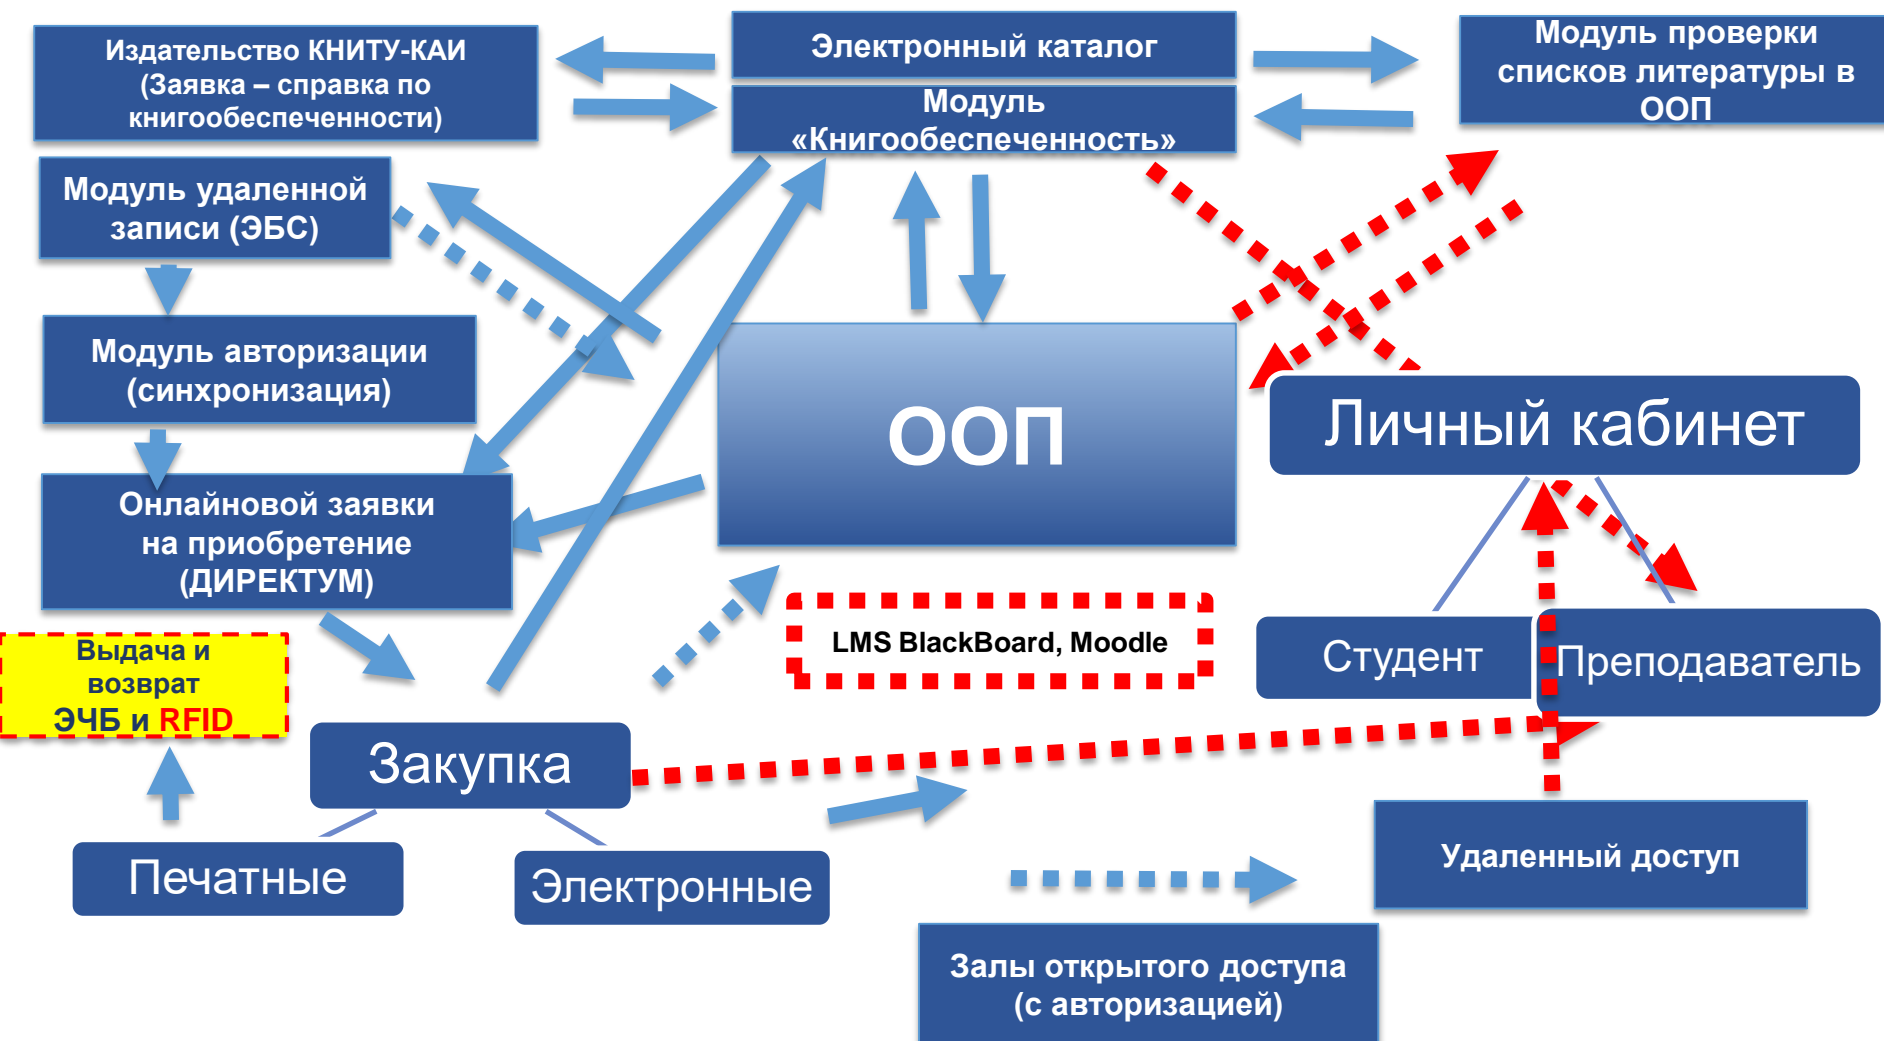 Издательство КНИТУ-КАИ
(Заявка – справка по
книгообеспеченности)
Электронный каталог
Модуль
«Книгообеспеченность»
Модуль проверки
списков литературы в
ООП
Модуль удаленной
записи (ЭБС)
Модуль авторизации
(синхронизация)
ООП
Личный кабинет
Онлайновой заявки
на приобретение
(ДИРЕКТУМ)
LMS BlackBoard, Moodle
Студент
Преподаватель
Выдача и
возврат
ЭЧБ и RFID
Закупка
Печатные
Электронные
Удаленный доступ
Залы открытого доступа
(с авторизацией)